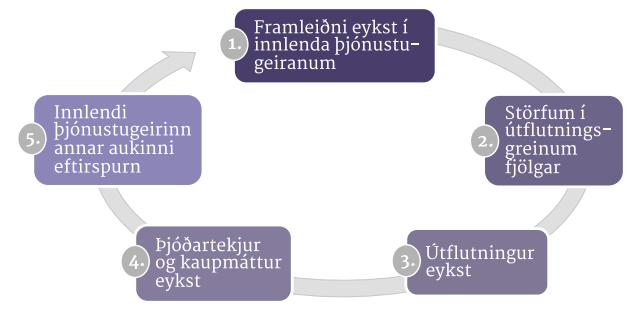 1.
Framleiðni eykst í
innlenda þjónustu-
geiranum
2.
Störfum í
útflutnings-
greinum
fjölgar
3.
Útflutningur
eykst
4.
Þjóðartekjur
og kaupmáttur
eykst
5.
Innlendi
þjónustugeirinn
annar aukinni
eftirspurn